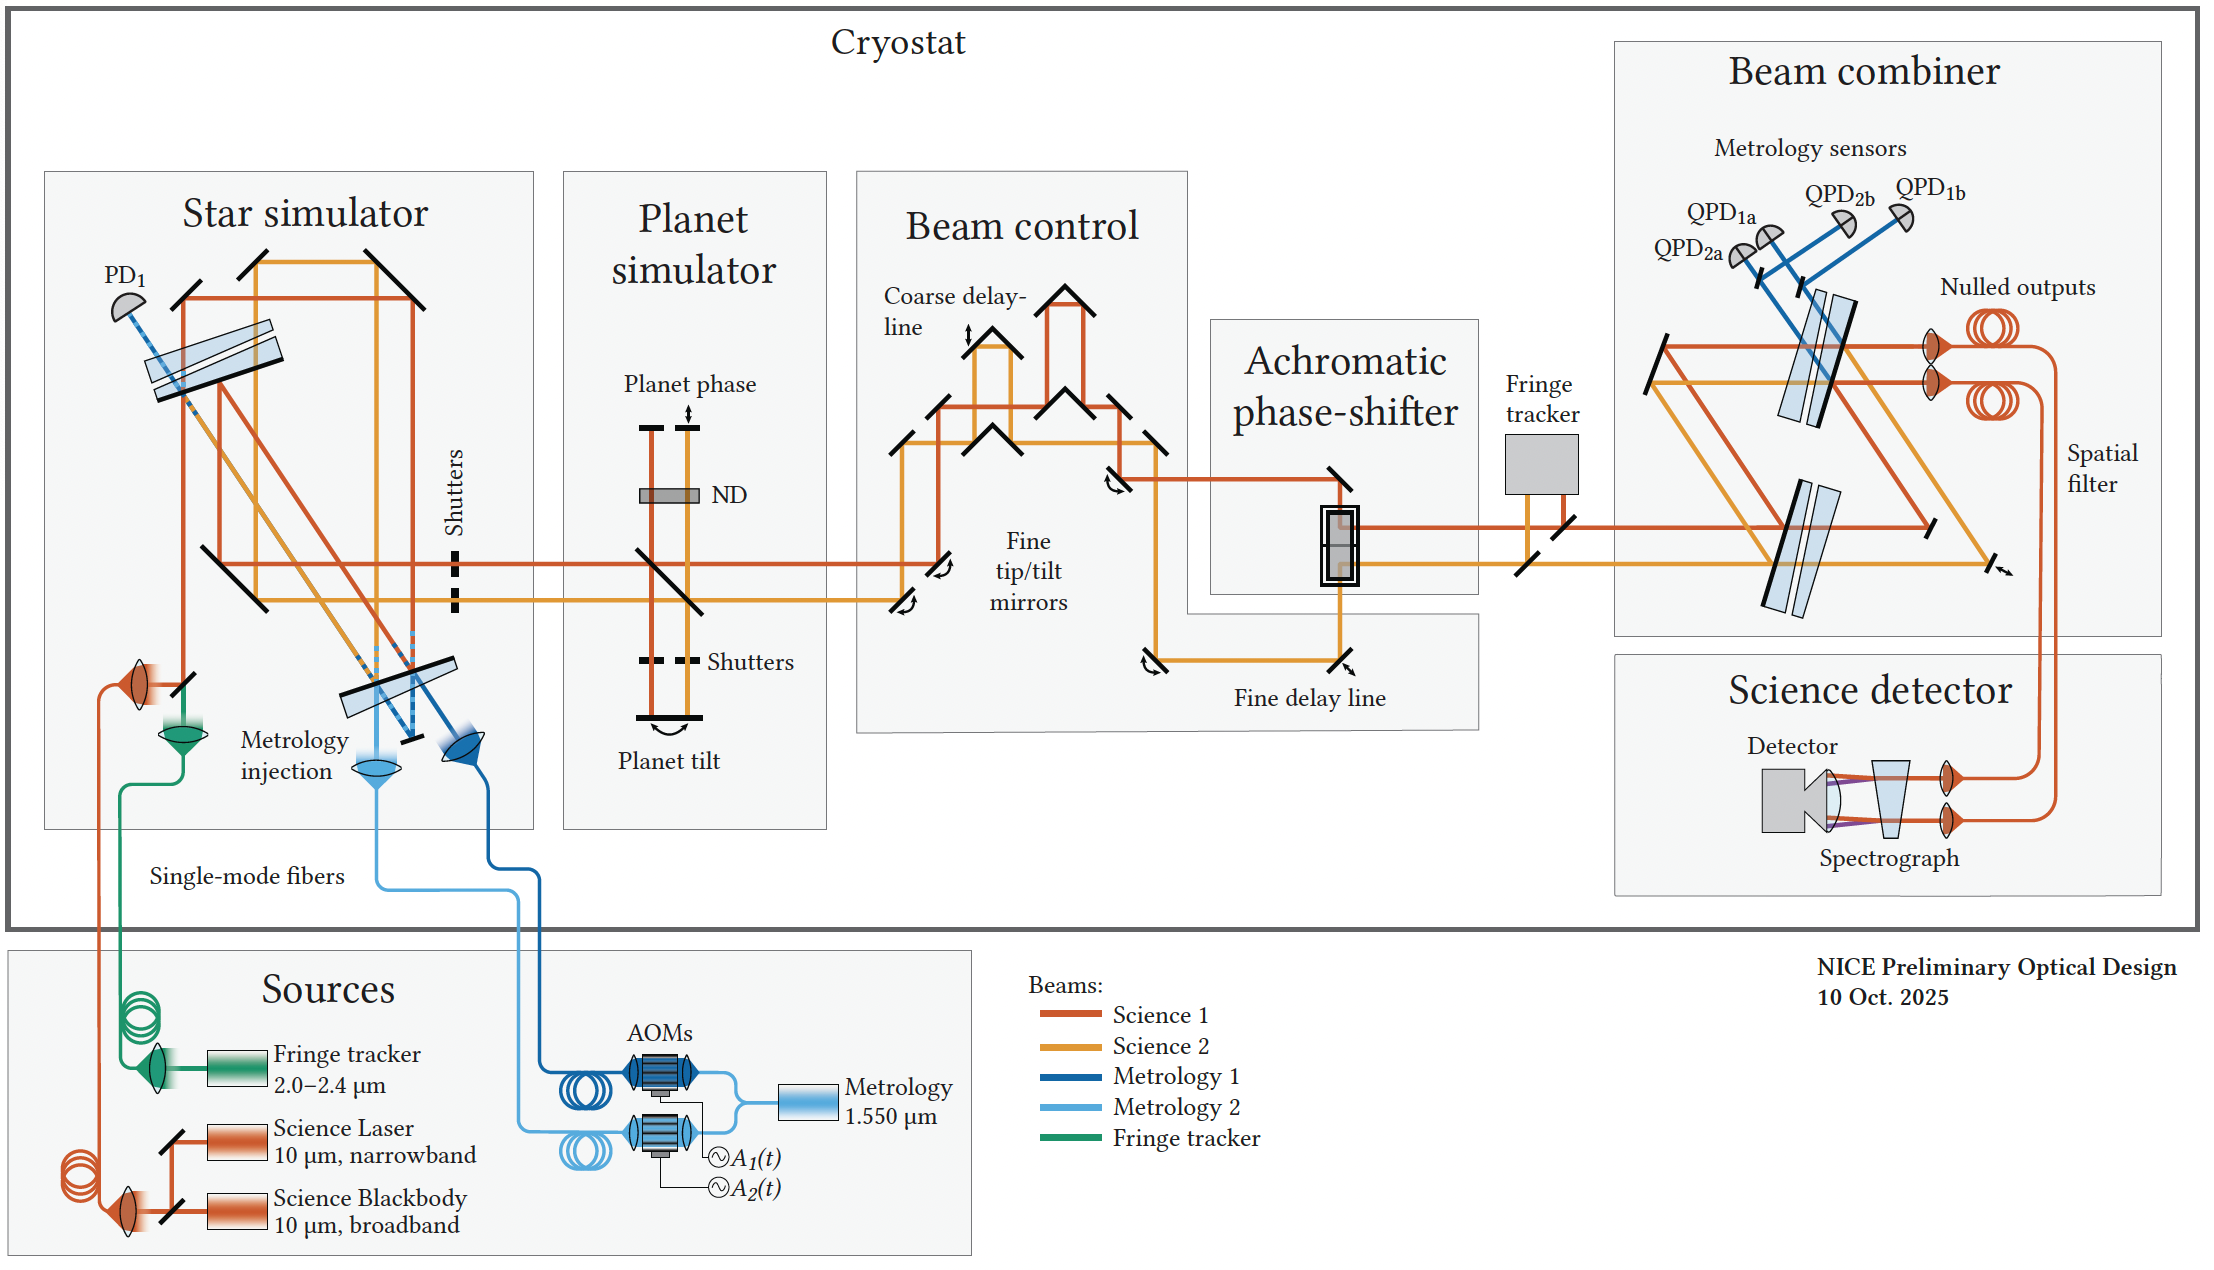 Cryostat
Star simulator
PD1
Shutters
Metrology
injection
Single-mode fibers
Planet
simulator
Planet phase
ND
Shutters
Planet tilt
Beam control
Coarse delay-
line
Fine
tip/tilt
mirrors
Fine delay line
Achromatic
phase-shifter
Fringe
tracker
Beam combiner
Metrology sensors
QPD1a
QPD2a
QPD2b
QPD1b
Nulled outputs
Spatial
filter
Science detector
Detector
Spectrograph
Sources
Fringe tracker
2.0–2.4 µm
Science Laser
10 µm, narrowband
Science Blackbody
10 µm, broadband
AOMs
Metrology
1.550 µm
A1(t)
A2(t)
Beams:
Science 1
Science 2
Metrology 1
Metrology 2
Fringe tracker
NICE Preliminary Optical Design
10 Oct. 2025